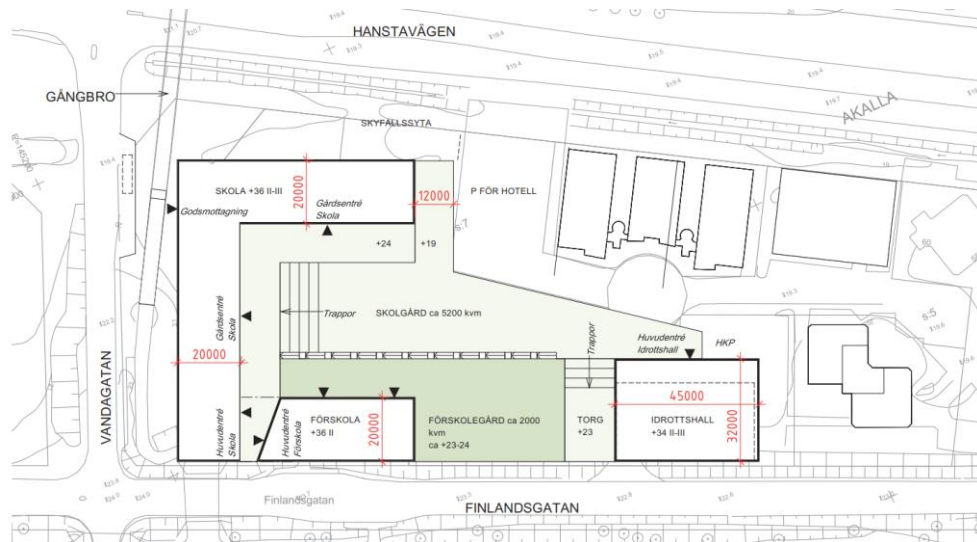 HANSTAVÄGEN
GÅNGBRO
SKYFALLSSYTA
AKALLA
SKOLA +36 II-III
20000
Gårdsentré
Skola
Godsmottagning
12000
P FÖR HOTELL
s:7
+24
+19
Trappor
SKOLGÅRD ca 5200 kvm
Gårdsentré
Skola
Trappor
Huvudentré
Idrottshall
HKP
s:5
20000
45000
VANDAGATAN
Huvudentré
Skola
Huvudentré
Förskola
FÖRSKOLA
+36 II
20000
FÖRSKOLEGÅRD ca 2000
kvm
ca +23-24
TORG
+23
IDROTTSHALL
+34 II-III
32000
Finlandsgatan
FINLANDSGATAN